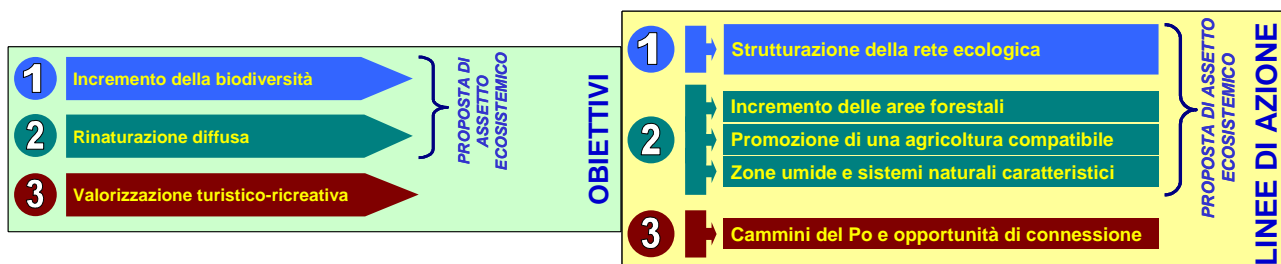 1
Incremento della biodiversità
2
Rinaturazione diffusa
3
Valorizzazione turistico-ricreativa
PROPOSTA DI
ASSETTO
ECOSISTEMICO
OBIETTIVI
1
Strutturazione della rete ecologica
2
Incremento delle aree forestali
Promozione di una agricoltura compatibile
Zone umide e sistemi naturali caratteristici
3
Cammini del Po e opportunità di connessione
PROPOSTA DI ASSETTO
ECOSISTEMICO
LINEE DI AZIONE